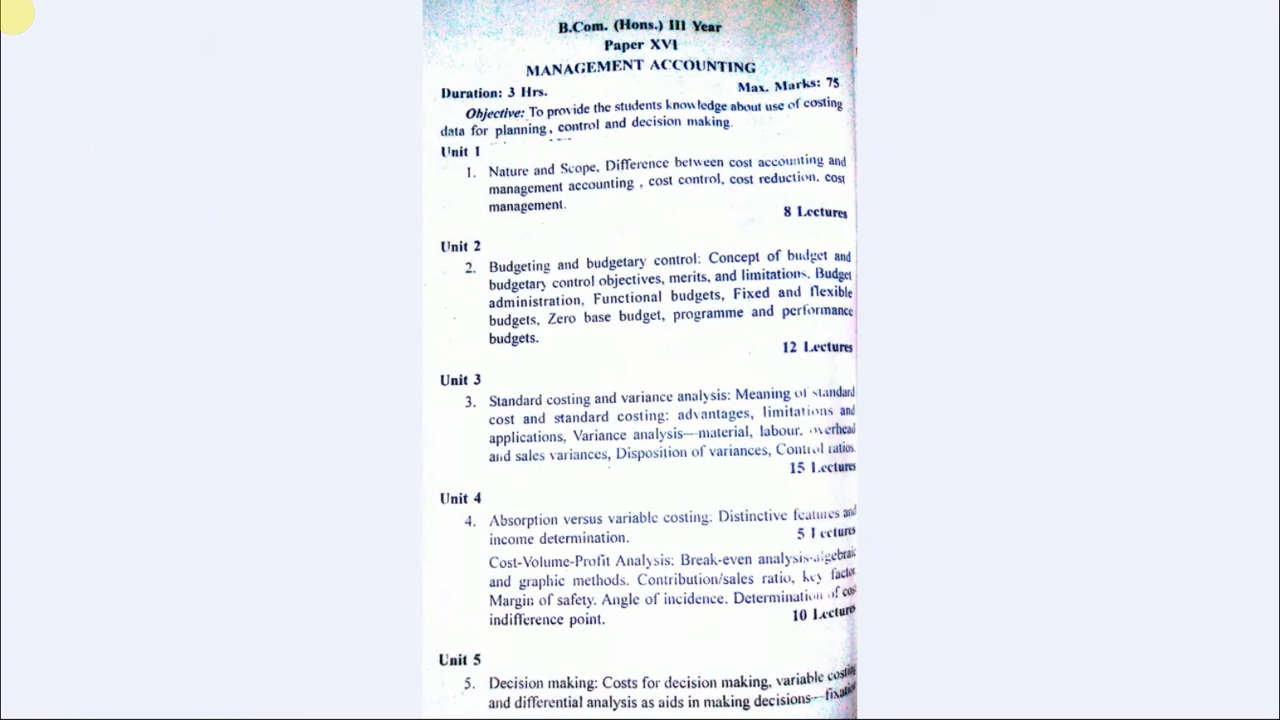 B.Com. (Hons.) III Year
Paper XVI
MANAGEMENT ACCOUNTING
Duration: 3 Hrs. Max. Marks: 75
Objective: To provide the students knowledge about use of costing
data for planning, control and decision making.
Unit 1
1. Nature and Scope, Difference between cost accounting and
management accounting , cost control, cost reduction, cost
management.
8 Lectures
Unit 2
2. Budgeting and budgetary control: Concept of budget and
budgetary control objectives, merits, and limitations. Budget
administration, Functional budgets, Fixed and flexible
budgets, Zero base budget, programme and performance
budgets.
12 Lectures
Unit 3
3. Standard costing and variance analysis: Meaning of standard
cost and standard costing: advantages, limitations and
applications, Variance analysis—material, labour, overhead
and sales variances, Disposition of variances, Control ratios.
15 Lectures
Unit 4
4. Absorption versus variable costing: Distinctive features and
income determination. 5 Lectures
Cost-Volume-Profit Analysis: Break-even analysis-algebraic
and graphic methods. Contribution/sales ratio, key factor
Margin of safety. Angle of incidence. Determination of cost
indifference point. 10 Lectures
Unit 5
5. Decision making: Costs for decision making, variable costing
and differential analysis as aids in making decisions—